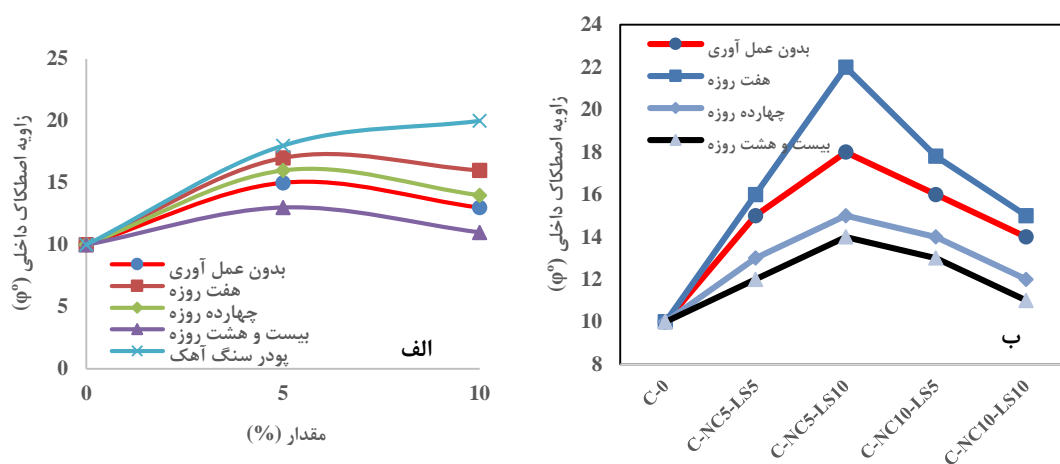 25
20
15
10
5
0
زاویه اصطکاک داخلی (φº)
بدون عمل آوری
هفت روزه
چهارده روزه
بیست و هشت روزه
پودر سنگ آهک
الف
0
5
10
مقدار (%)
24
22
20
18
16
14
12
10
8
زاویه اصطکاک داخلی (φº)
بدون عمل آوری
هفت روزه
چهارده روزه
بیست و هشت روزه
ب
C-0
C-NC5-LS5
C-NC5-LS10
C-NC10-LS5
C-NC10-LS10